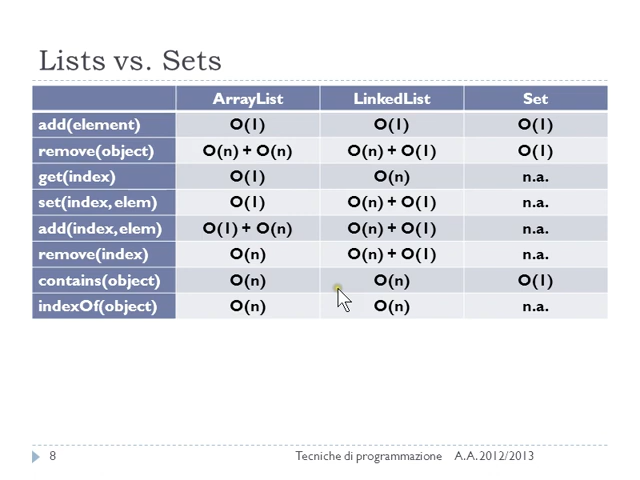 Lists vs. Sets
ArrayList LinkedList Set
add(element) O(1) O(1) O(1)
remove(object) O(n) + O(n) O(n) + O(1) O(1)
get(index) O(1) O(n) n.a.
set(index, elem) O(1) O(n) + O(1) n.a.
add(index, elem) O(1) + O(n) O(n) + O(1) n.a.
remove(index) O(n) O(n) + O(1) n.a.
contains(object) O(n) O(n) O(1)
indexOf(object) O(n) O(n) n.a.
8 Tecniche di programmazione A.A. 2012/2013